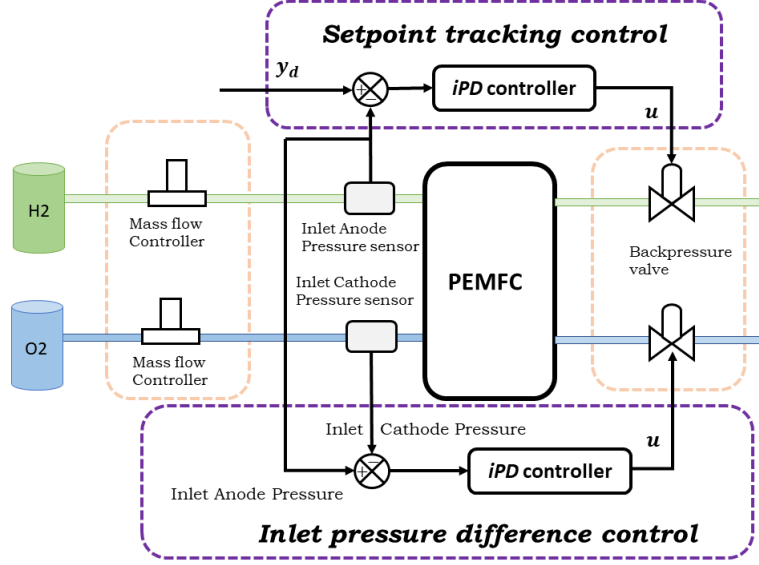 Setpoint tracking control
y_d
+
−
iPD controller
u
H2
Mass flow
Controller
Inlet Anode
Pressure sensor
Inlet Cathode
Pressure sensor
PEMFC
Backpressure
valve
O2
Mass flow
Controller
Inlet Cathode Pressure
u
+
−
iPD controller
Inlet Anode Pressure
Inlet pressure difference control